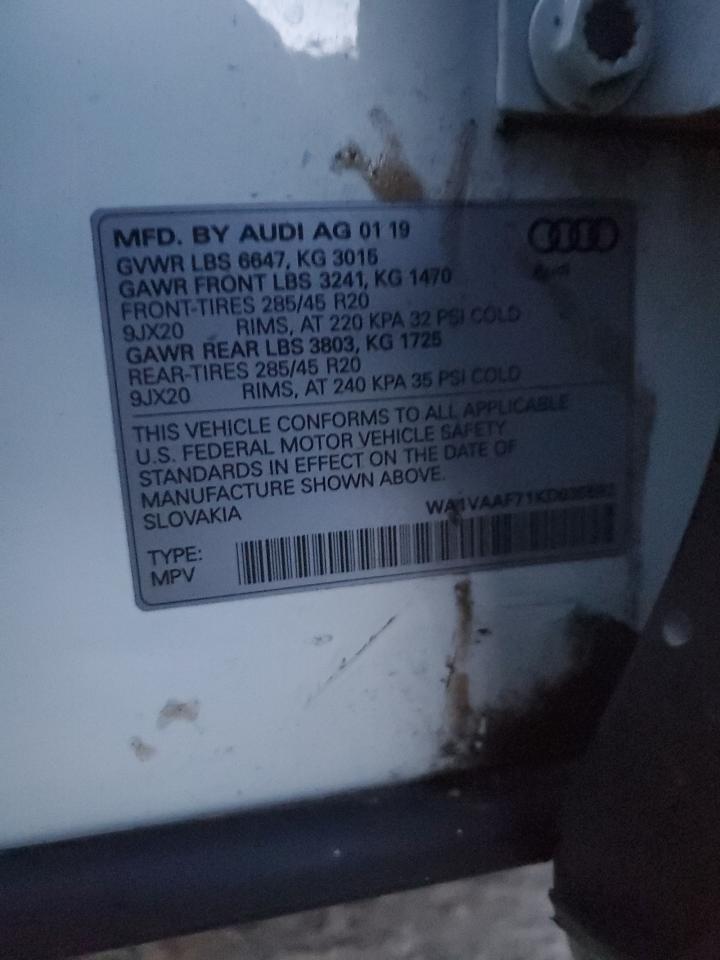 MFD. BY AUDI AG 01 19
GVWR LBS 6647, KG 3015
GAWR FRONT LBS 3241, KG 1470
FRONT-TIRES 285/45 R20
9JX20 RIMS, AT 220 KPA 32 PSI COLD
GAWR REAR LBS 3803, KG 1725
REAR-TIRES 285/45 R20
9JX20 RIMS, AT 240 KPA 35 PSI COLD
Audi
THIS VEHICLE CONFORMS TO ALL APPLICABLE
U.S. FEDERAL MOTOR VEHICLE SAFETY
STANDARDS IN EFFECT ON THE DATE OF
MANUFACTURE SHOWN ABOVE.
SLOVAKIA
TYPE:
MPV